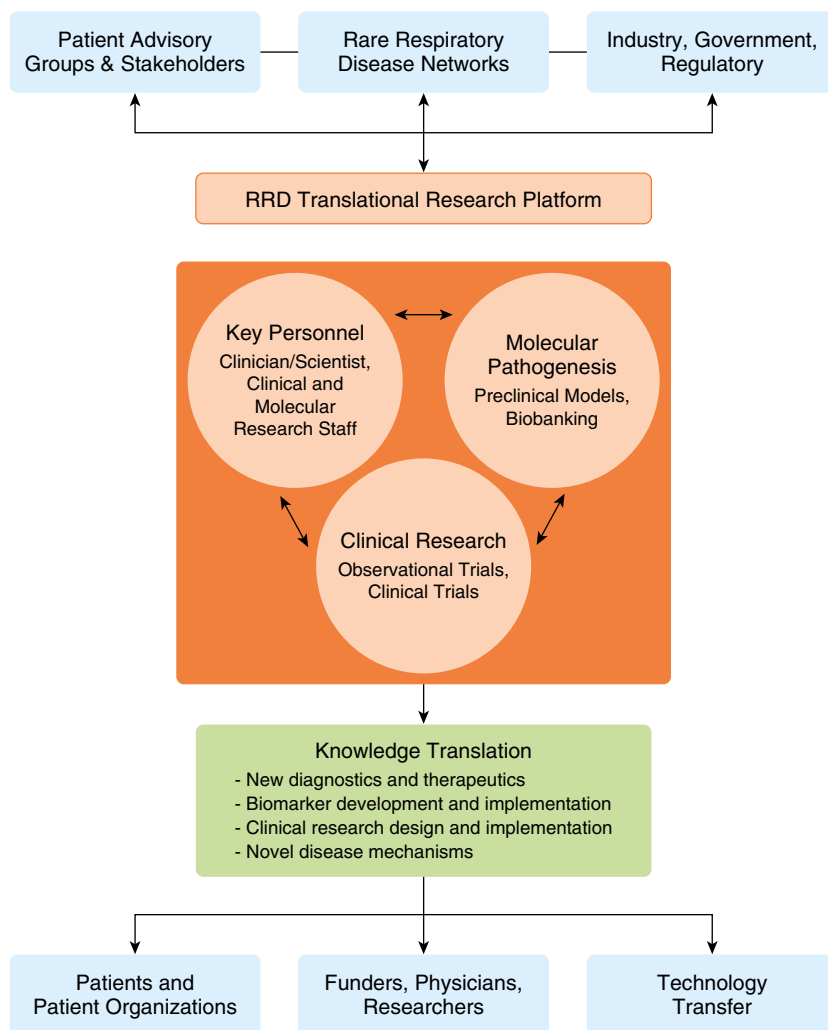 Patient Advisory
Groups & Stakeholders
Rare Respiratory
Disease Networks
Industry, Government,
Regulatory
RRD Translational Research Platform
Key Personnel
Clinician/Scientist,
Clinical and
Molecular
Research Staff
Molecular
Pathogenesis
Preclinical Models,
Biobanking
Clinical Research
Observational Trials,
Clinical Trials
Knowledge Translation
- New diagnostics and therapeutics
- Biomarker development and implementation
- Clinical research design and implementation
- Novel disease mechanisms
Patients and
Patient Organizations
Funders, Physicians,
Researchers
Technology
Transfer